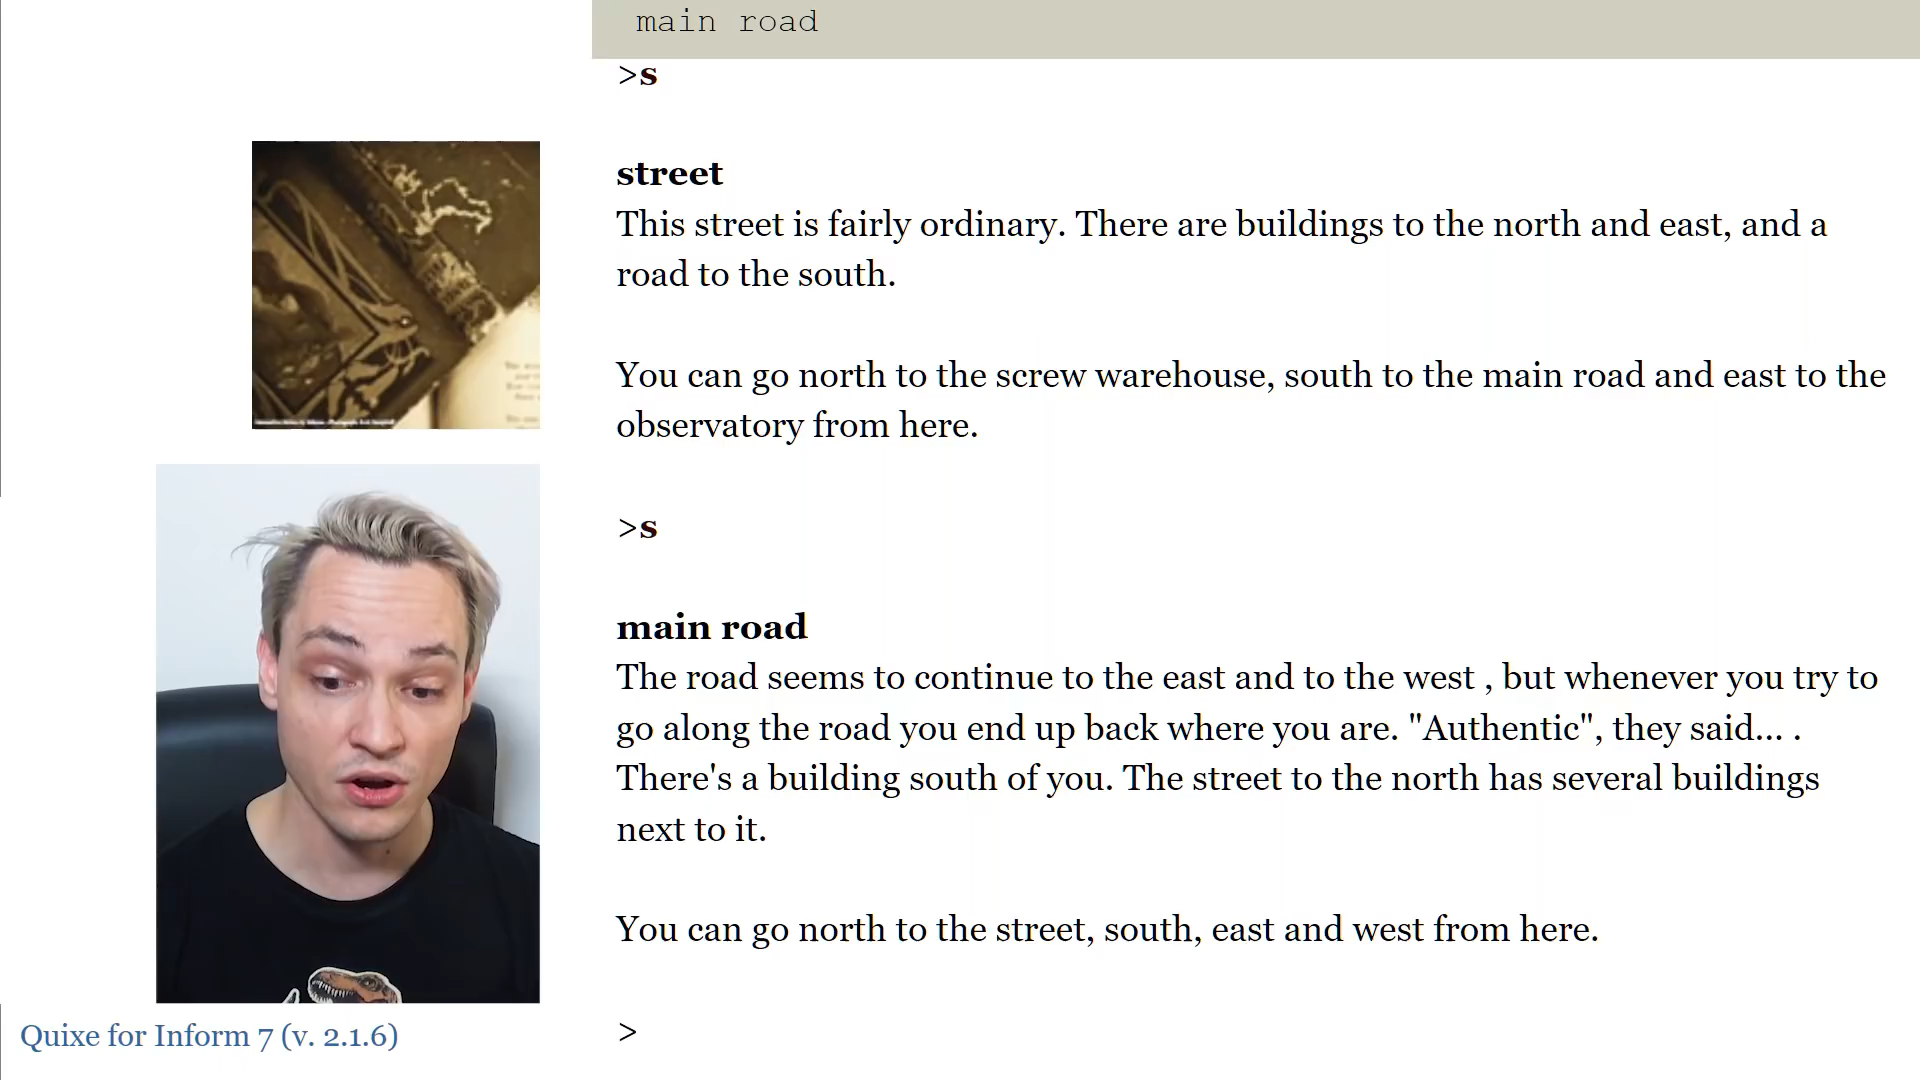 main road
>s
street
This street is fairly ordinary. There are buildings to the north and east, and a
road to the south.
You can go north to the screw warehouse, south to the main road and east to the
observatory from here.
>s
main road
The road seems to continue to the east and to the west , but whenever you try to
go along the road you end up back where you are. "Authentic", they said... .
There's a building south of you. The street to the north has several buildings
next to it.
You can go north to the street, south, east and west from here.
>
Quixe for Inform 7 (v. 2.1.6)